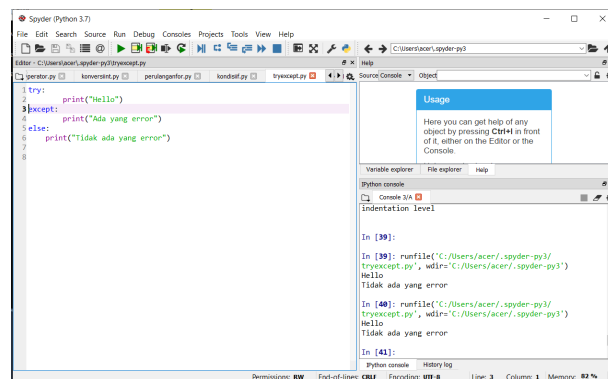 Spyder (Python 3.7)
File Edit Search Source Run Debug Consoles Projects Tools View Help
C:\Users\acer\.spyder-py3
Editor - C:\Users\acer\.spyder-py3\tryexcept.py
Help
perator.py konversiint.py perulanganfor.py kondisiif.py tryexcept.py
Source Console Object
1 try:
2 print("Hello")
3 except:
4 print("Ada yang error")
5 else:
6 print("Tidak ada yang error")
7
8
Usage
Here you can get help of any
object by pressing Ctrl+I in front
of it, either on the Editor or the
Console.
Variable explorer File explorer Help
IPython console
Console 3/A
indentation level
In [39]:
In [39]: runfile('C:/Users/acer/.spyder-py3/
tryexcept.py', wdir='C:/Users/acer/.spyder-py3')
Hello
Tidak ada yang error
In [40]: runfile('C:/Users/acer/.spyder-py3/
tryexcept.py', wdir='C:/Users/acer/.spyder-py3')
Hello
Tidak ada yang error
In [41]:
IPython console History log
Permissions: RW End-of-lines: CRLF Encoding: UTF-8 Line: 3 Column: 1 Memory: 82 %